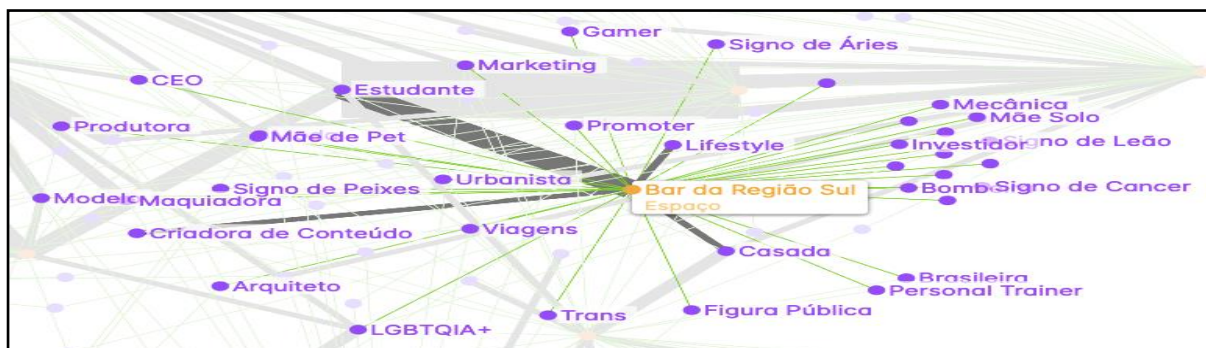 Gamer
Signo de Áries
Marketing
CEO
Estudante
Mecânica
Mãe Solo
Produtora
Mãe de Pet
Promoter
Lifestyle
Investidor
Signo de Leão
Urbanista
Signo de Peixes
Bar da Região Sul
Espaço
Signo de Cancer
Maquiadora
Criadora de Conteúdo
Viagens
Casada
Brasileira
Personal Trainer
Arquiteto
Figura Pública
Trans
LGBTQIA+